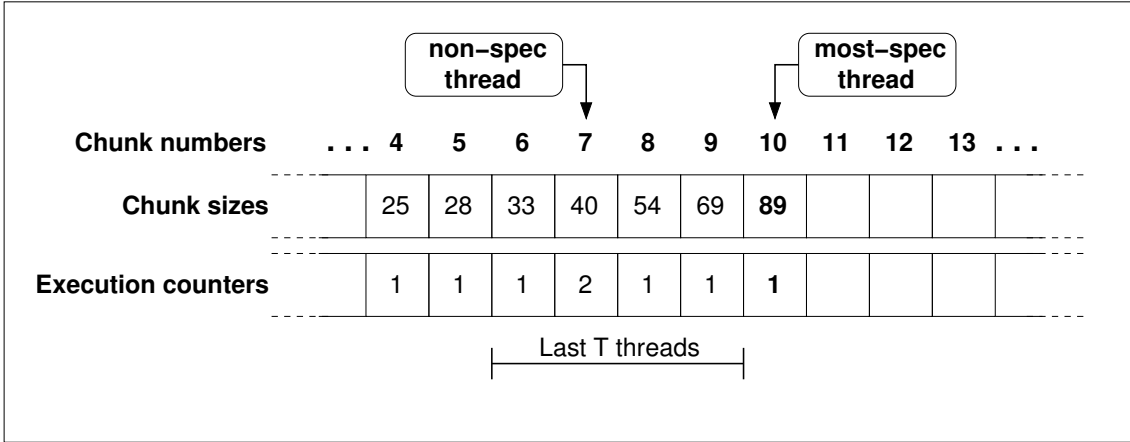 non–spec thread
most–spec thread
Chunk numbers . . . 4 5 6 7 8 9 10 11 12 13 . . .
Chunk sizes 25 28 33 40 54 69 89
Execution counters 1 1 1 2 1 1 1
Last T threads